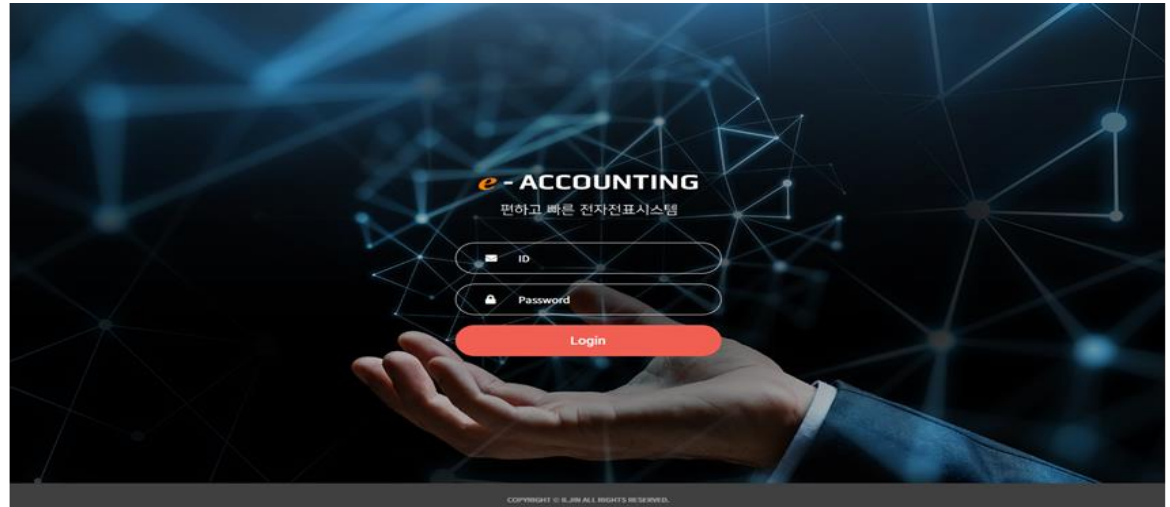 e - ACCOUNTING
편하고 빠른 전자전표시스템
ID
Password
Login
COPYRIGHT © ILJIN ALL RIGHTS RESERVED.